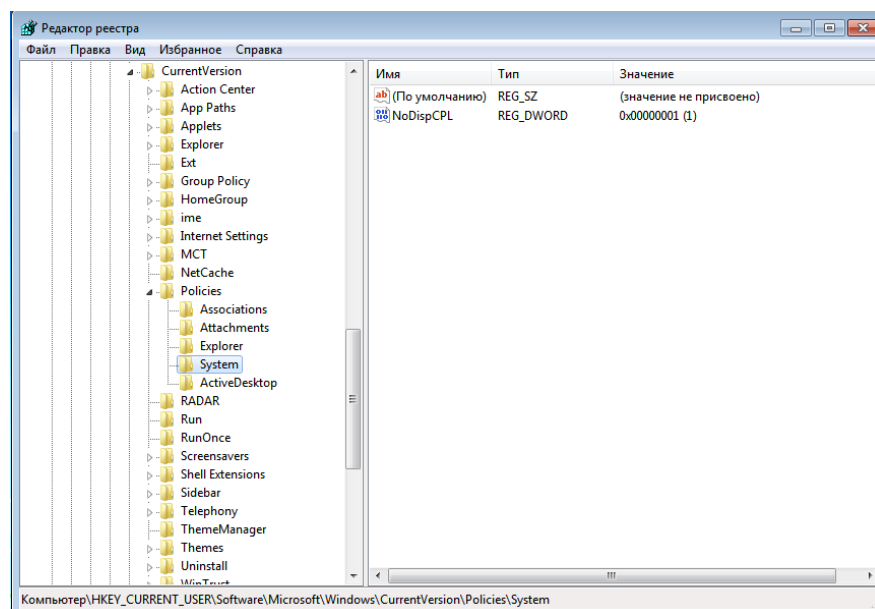 Редактор реестра
Файл Правка Вид Избранное Справка
CurrentVersion
Action Center
App Paths
Applets
Explorer
Ext
Group Policy
HomeGroup
ime
Internet Settings
MCT
NetCache
Policies
Associations
Attachments
Explorer
System
ActiveDesktop
RADAR
Run
RunOnce
Screensavers
Shell Extensions
Sidebar
Telephony
ThemeManager
Themes
Uninstall
WinTrust
Имя Тип Значение
(По умолчанию) REG_SZ (значение не присвоено)
NoDispCPL REG_DWORD 0x00000001 (1)
Компьютер\HKEY_CURRENT_USER\Software\Microsoft\Windows\CurrentVersion\Policies\System